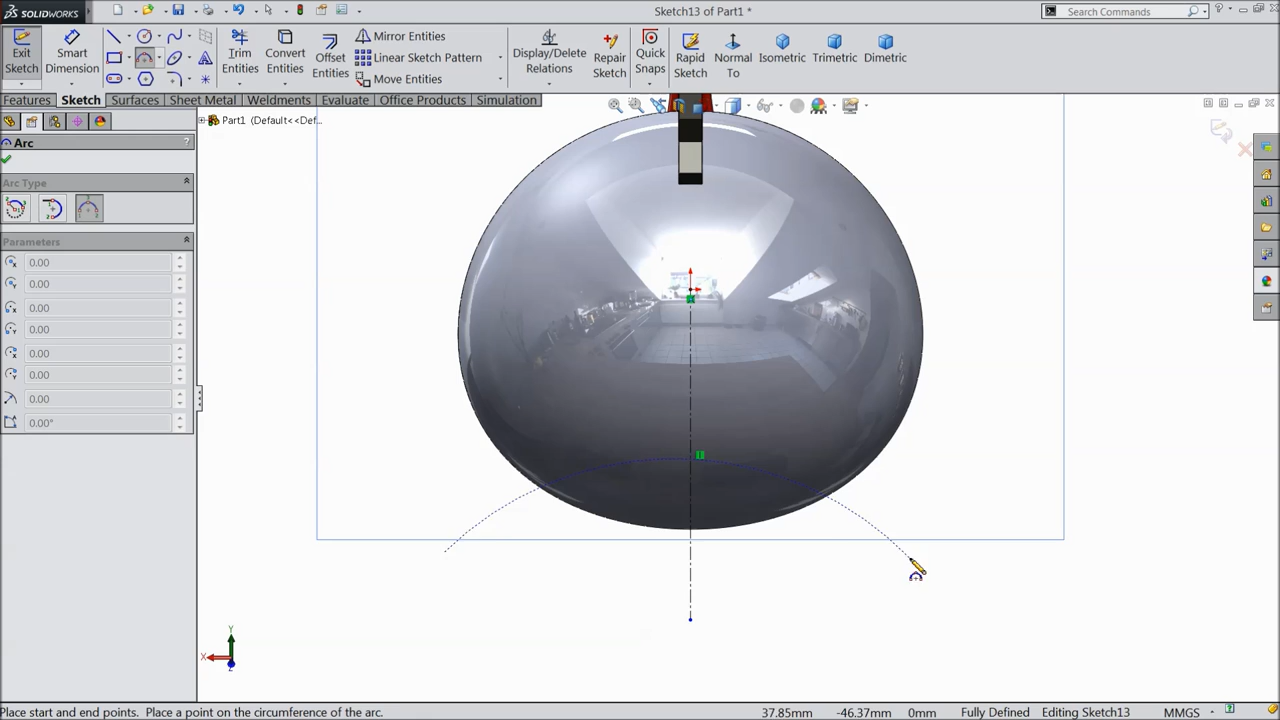 SOLIDWORKS
Sketch13 of Part1 *
Search Commands
?
Exit Sketch
Smart Dimension
Trim Entities
Convert Entities
Offset Entities
Mirror Entities
Linear Sketch Pattern
Move Entities
Display/Delete Relations
Repair Sketch
Quick Snaps
Rapid Sketch
Normal To
Isometric
Trimetric
Dimetric
Features
Sketch
Surfaces
Sheet Metal
Weldments
Evaluate
Office Products
Simulation
Part1 (Default<<Def...
Arc
?
Arc Type
Parameters
0.00
0.00
0.00
0.00
0.00
0.00
0.00
0.00°
Y
X
Z
Place start and end points. Place a point on the circumference of the arc.
37.85mm
-46.37mm
0mm
Fully Defined
Editing Sketch13
MMGS